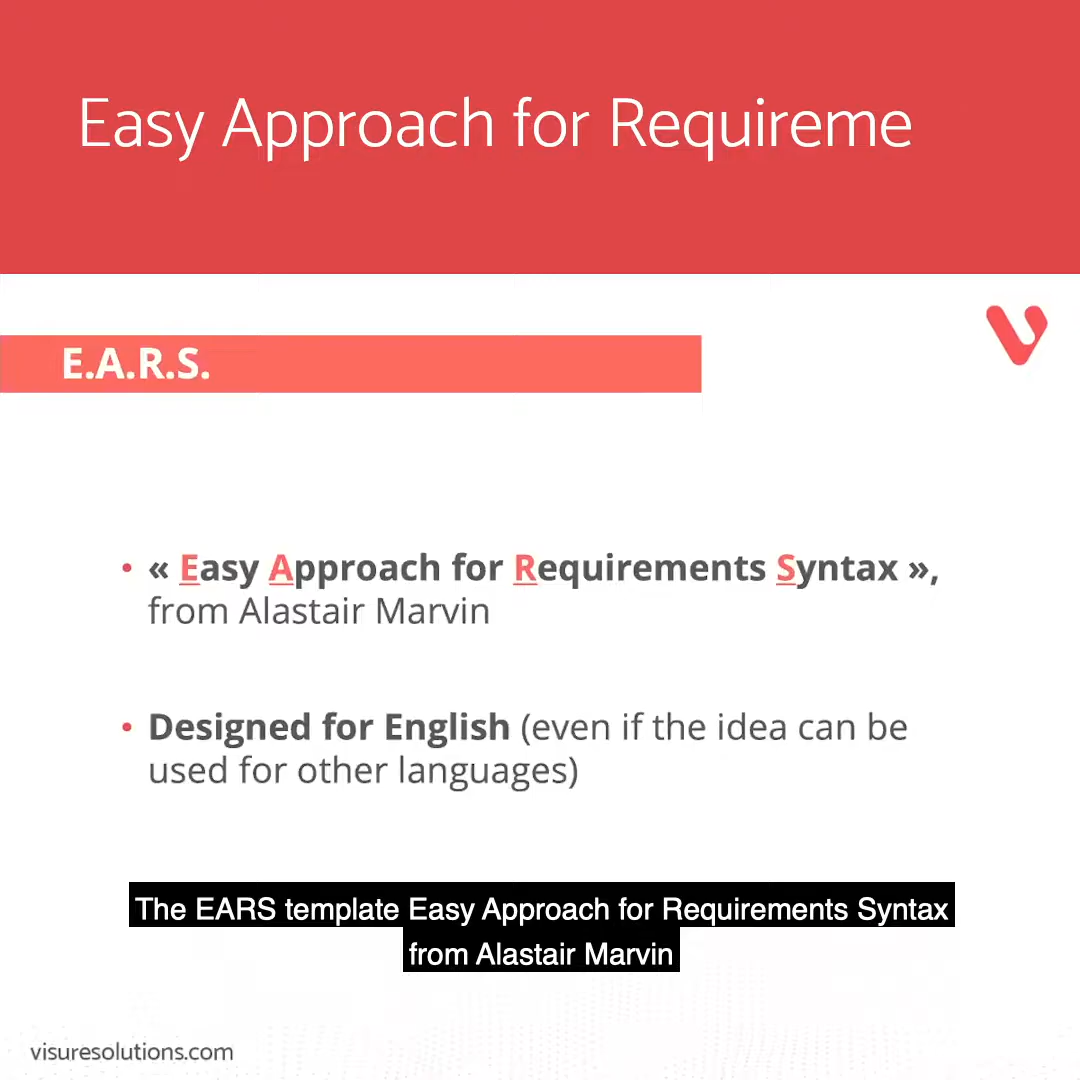 Easy Approach for Requireme
E.A.R.S.
• « Easy Approach for Requirements Syntax »,
from Alastair Marvin
• Designed for English (even if the idea can be
used for other languages)
The EARS template Easy Approach for Requirements Syntax
from Alastair Marvin
visuresolutions.com